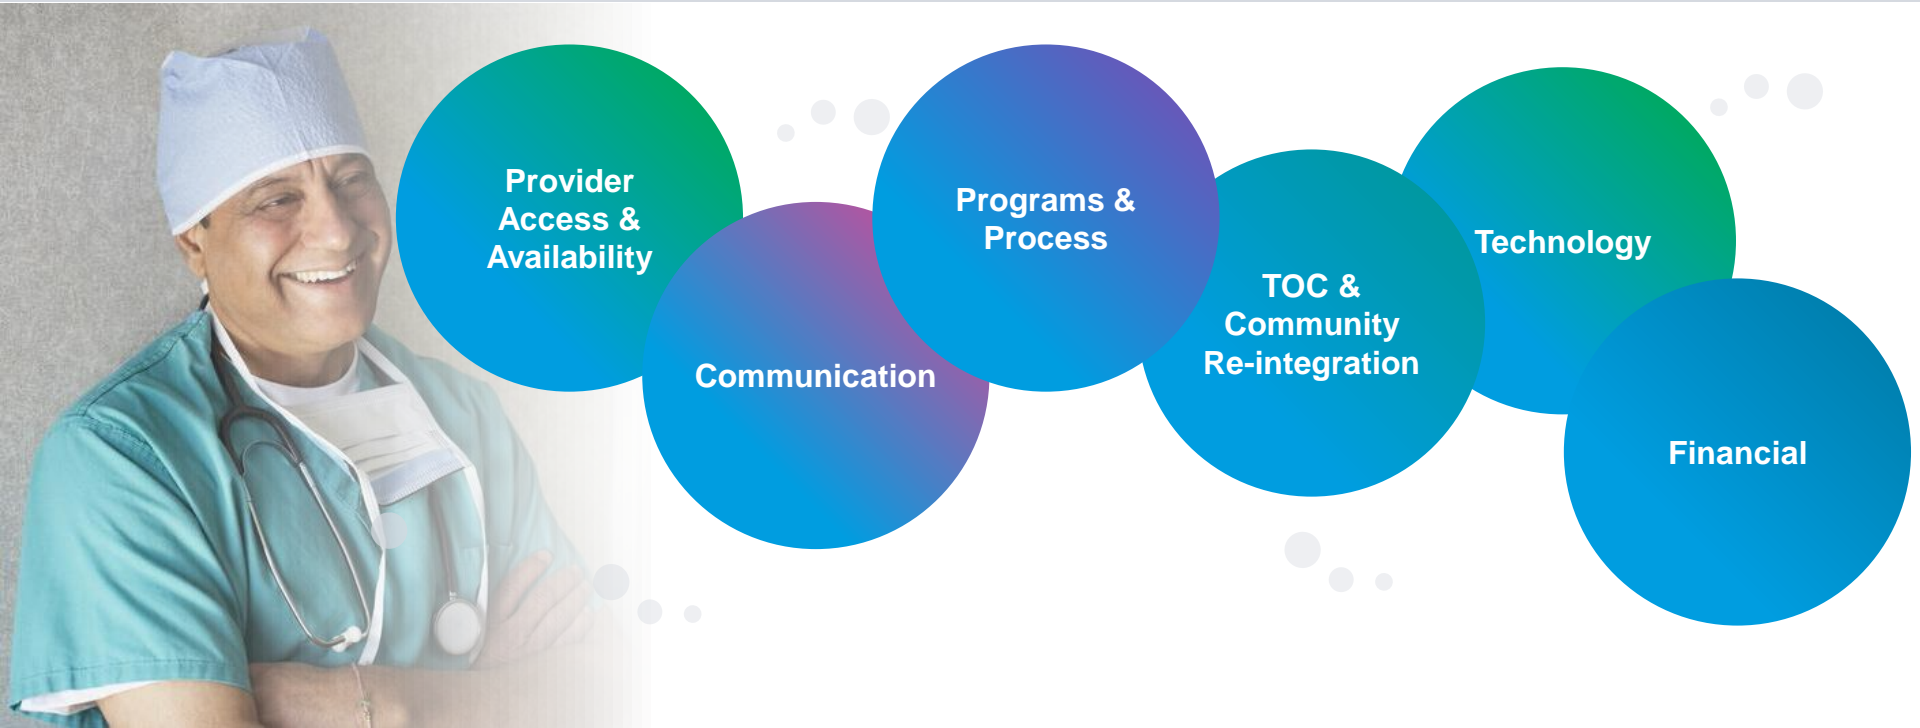 Provider
Access &
Availability
Communication
Programs &
Process
TOC &
Community
Re-integration
Technology
Financial